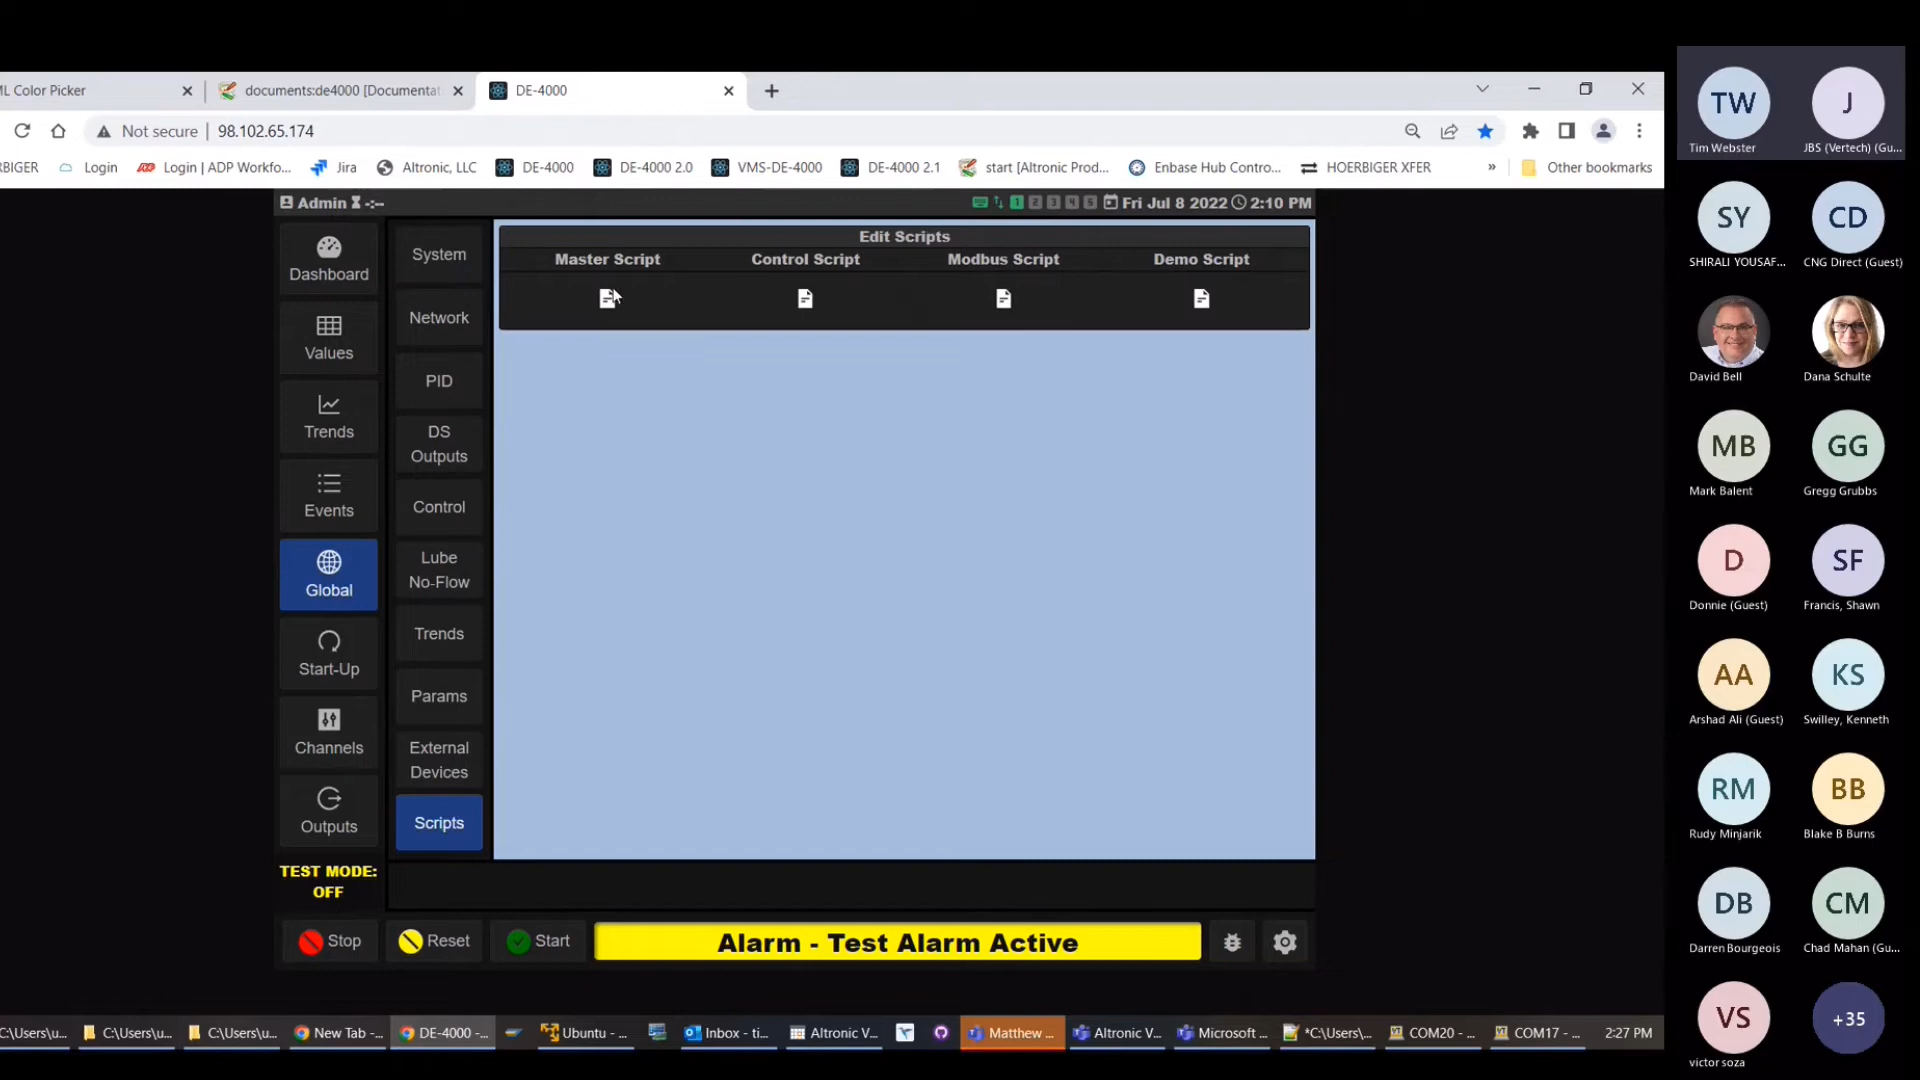 ML Color Picker
documents:de4000 [Documentat
DE-4000
Not secure
98.102.65.174
RBIGER
Login
Login | ADP Workfo...
Jira
Altronic, LLC
DE-4000
DE-4000 2.0
VMS-DE-4000
DE-4000 2.1
start [Altronic Prod...
Enbase Hub Contro...
HOERBIGER XFER
»
Other bookmarks
Admin -:--
1 2 3 4 5
Fri Jul 8 2022
2:10 PM
Dashboard
Values
Trends
Events
Global
Start-Up
Channels
Outputs
TEST MODE:
OFF
System
Network
PID
DS
Outputs
Control
Lube
No-Flow
Trends
Params
External
Devices
Scripts
Edit Scripts
Master Script
Control Script
Modbus Script
Demo Script
Stop
Reset
Start
Alarm - Test Alarm Active
C:\Users\u...
C:\Users\u...
C:\Users\u...
New Tab -...
DE-4000 -...
Ubuntu - ...
Inbox - ti...
Altronic V...
Matthew ...
Altronic V...
Microsoft ...
*C:\Users\...
COM20 - ...
COM17 - ...
2:27 PM
TW
Tim Webster
J
JBS (Vertech) (Gu...
SY
SHIRALI YOUSAF...
CD
CNG Direct (Guest)
David Bell
Dana Schulte
MB
Mark Balent
GG
Gregg Grubbs
D
Donnie (Guest)
SF
Francis, Shawn
AA
Arshad Ali (Guest)
KS
Swilley, Kenneth
RM
Rudy Minjarik
BB
Blake B Burns
DB
Darren Bourgeois
CM
Chad Mahan (Gu...
VS
victor soza
+35